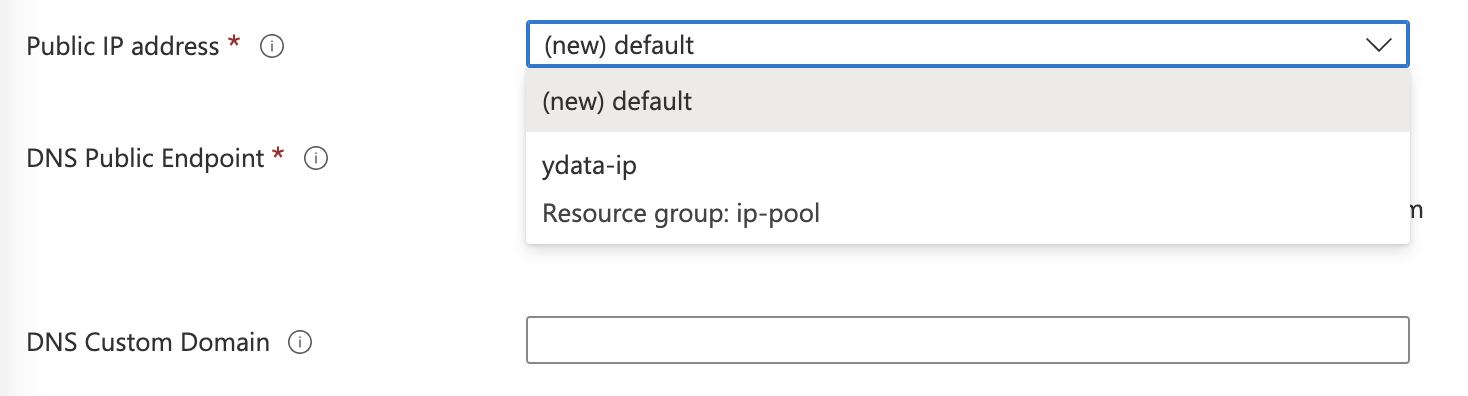 Public IP address *
(new) default
(new) default
DNS Public Endpoint *
ydata-ip
Resource group: ip-pool
DNS Custom Domain